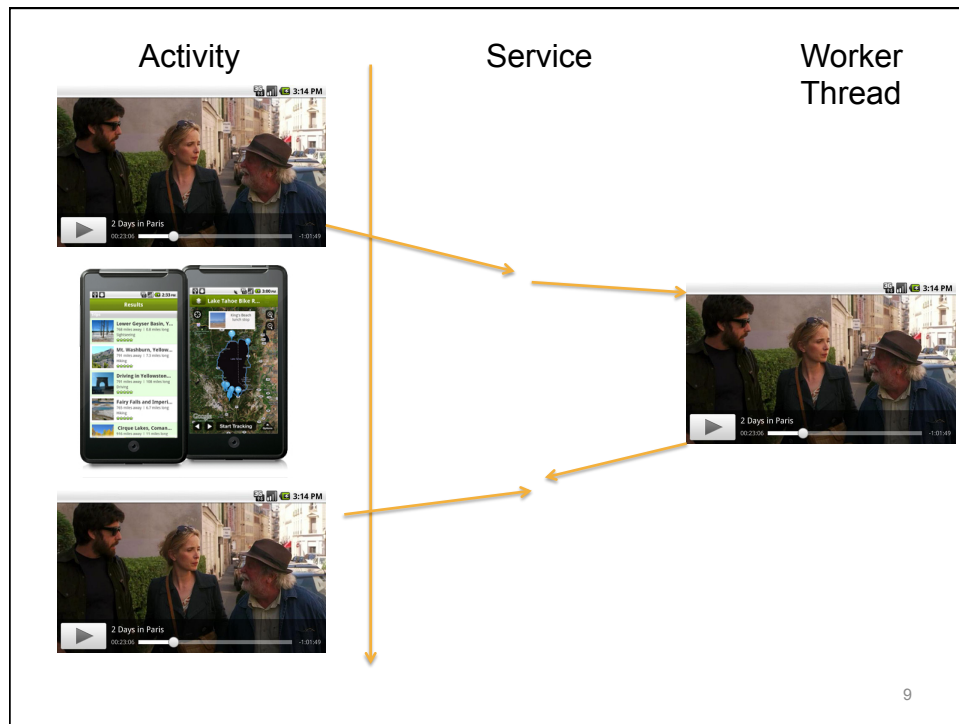 Activity
Service
Worker
Thread
3:14 PM
2 Days in Paris
00:23:06
-1:01:49
Results
Lower Geyser Basin, Y...
Mt. Washburn, Yellow...
Driving in Yellowston...
Fairy Falls and Imperi...
Cirque Lakes, Coman...
Lake Tahoe Bike R...
Start Tracking
3:14 PM
2 Days in Paris
00:23:06
-1:01:49
3:14 PM
2 Days in Paris
00:23:06
-1:01:49
9